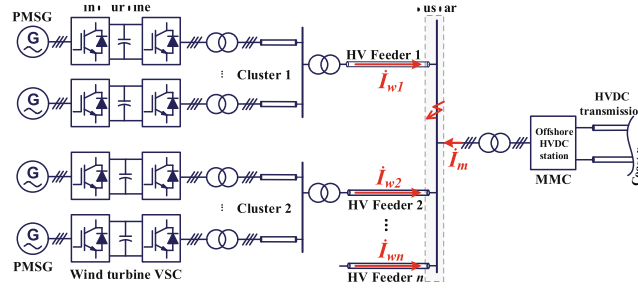 PMSG
G
Cluster 1
HV Feeder 1
İw1
G
HVDC
transmission
Offshore
HVDC
station
İm
MMC
G
İw2
Cluster 2
HV Feeder 2
G
İwn
PMSG
Wind turbine VSC
HV Feeder n